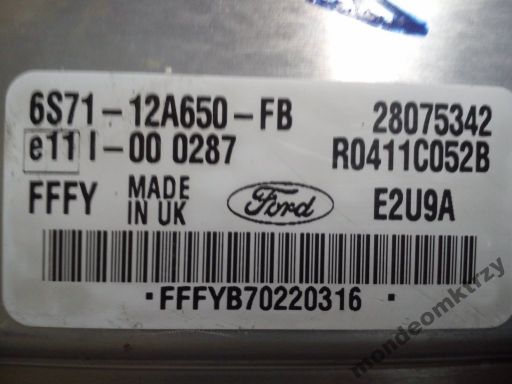 6S71-12A650-FB 28075342
e11 I-00 0287 R0411C052B
FFFY MADE IN UK Ford E2U9A
·FFFYB70220316·
mondeomktrzy